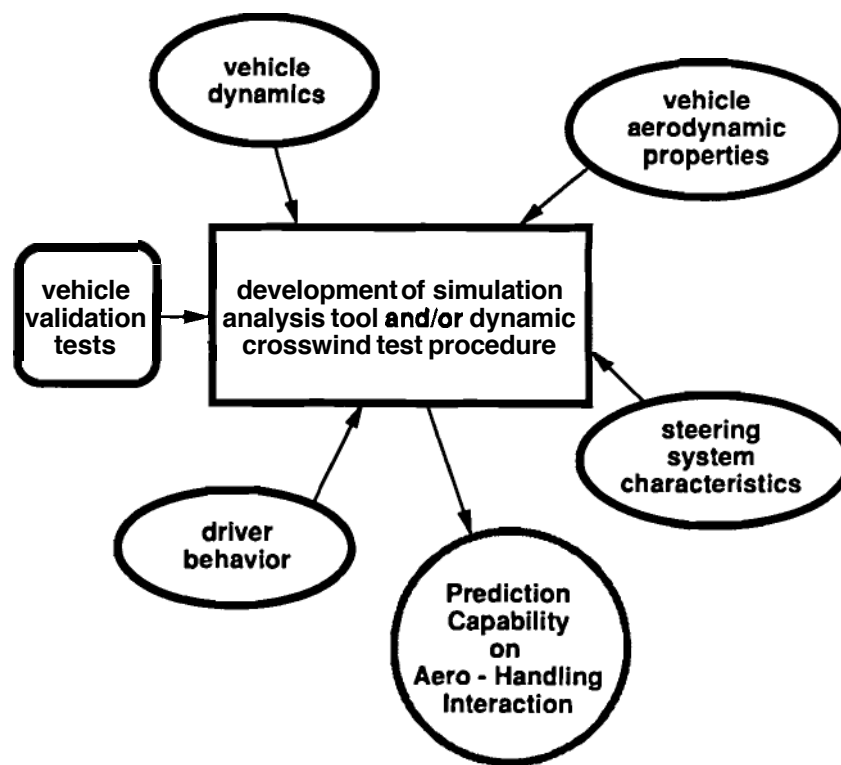 vehicle
dynamics
vehicle
aerodynamic
properties
vehicle
validation
tests
development of simulation
analysis tool and/or dynamic
crosswind test procedure
steering
system
characteristics
driver
behavior
Prediction
Capability
on
Aero - Handling
Interaction